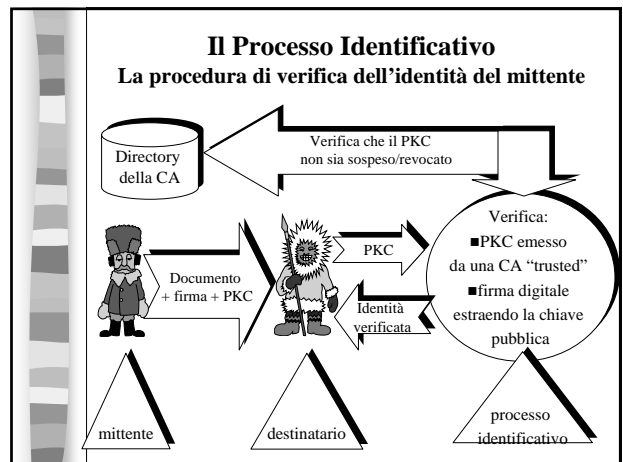 Il Processo Identificativo
La procedura di verifica dell'identità del mittente
Directory
della CA
Verifica che il PKC
non sia sospeso/revocato
Documento
+ firma + PKC
PKC
Identità
verificata
Verifica:
■PKC emesso
da una CA “trusted”
■firma digitale
estraendo la chiave
pubblica
mittente
destinatario
processo
identificativo